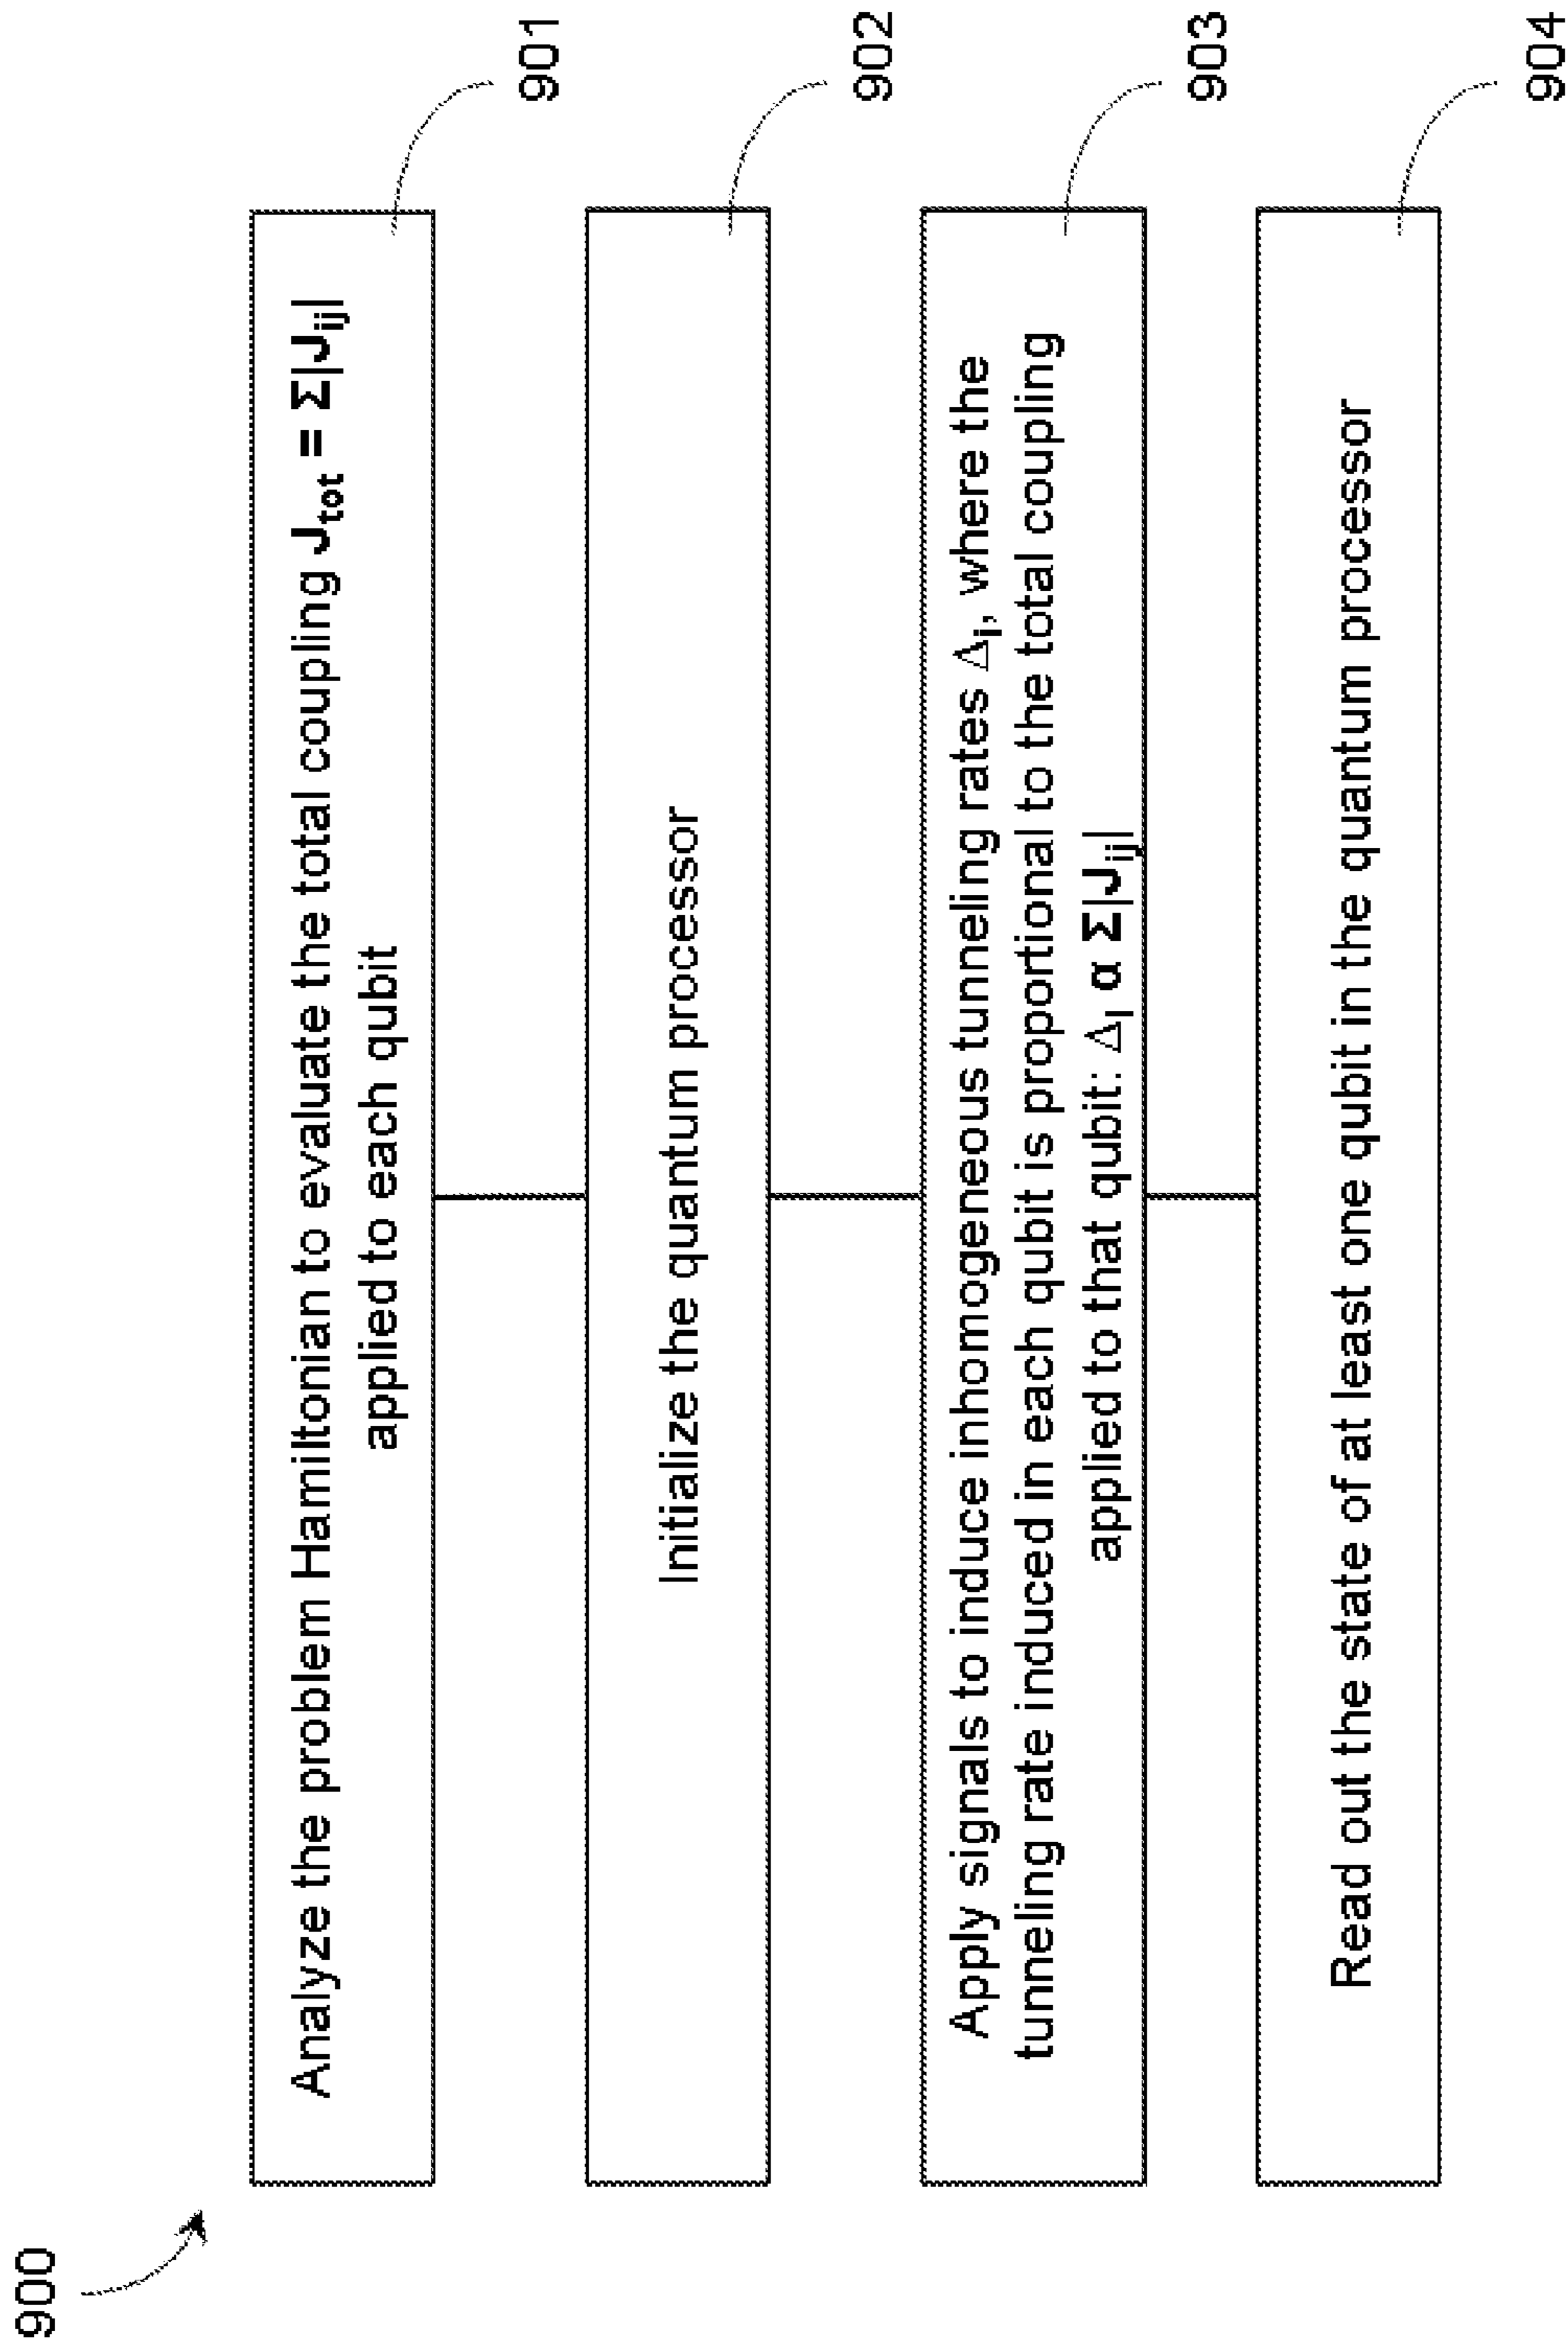 900
Analyze the problem Hamiltonian to evaluate the total coupling J_tot = Σ|J_ij|
applied to each qubit
901
Initialize the quantum processor
902
Apply signals to induce inhomogeneous tunneling rates Δ_i, where the
tunneling rate induced in each qubit is proportional to the total coupling
applied to that qubit: Δ_i α Σ|J_ij|
903
Read out the state of at least one qubit in the quantum processor
904